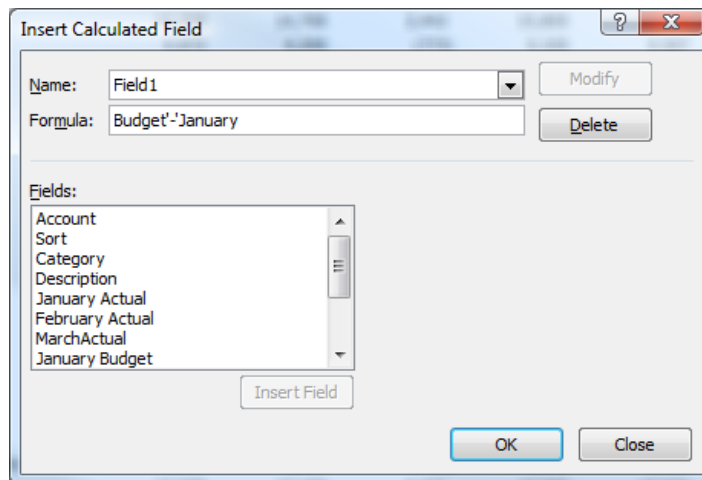 Insert Calculated Field
Name: Field1 Modify
Formula: Budget'-'January Delete
Fields:
Account
Sort
Category
Description
January Actual
February Actual
MarchActual
January Budget
Insert Field
OK Close